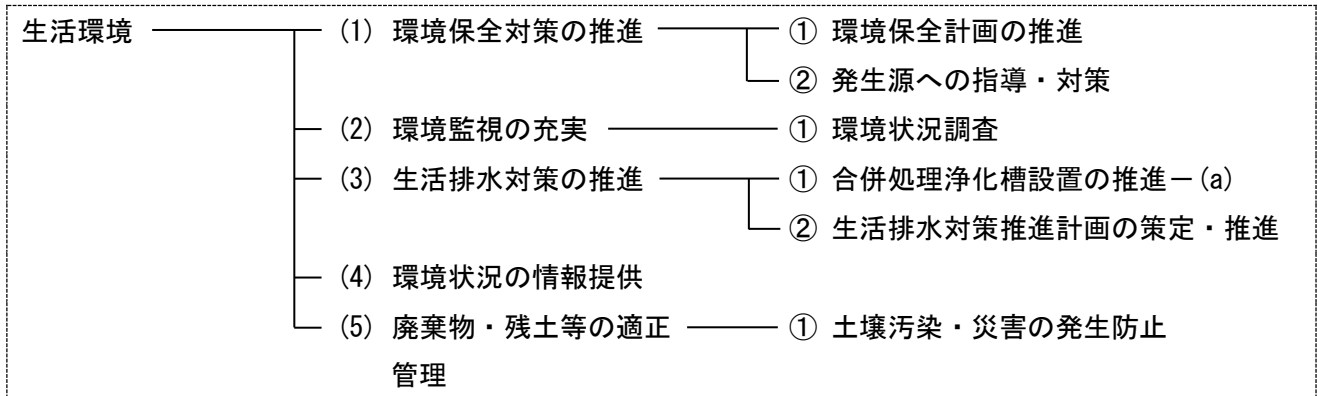 生活環境 (1) 環境保全対策の推進 ① 環境保全計画の推進
② 発生源への指導・対策
(2) 環境監視の充実 ① 環境状況調査
(3) 生活排水対策の推進 ① 合併処理浄化槽設置の推進－(a)
② 生活排水対策推進計画の策定・推進
(4) 環境状況の情報提供
(5) 廃棄物・残土等の適正 ① 土壌汚染・災害の発生防止
管理